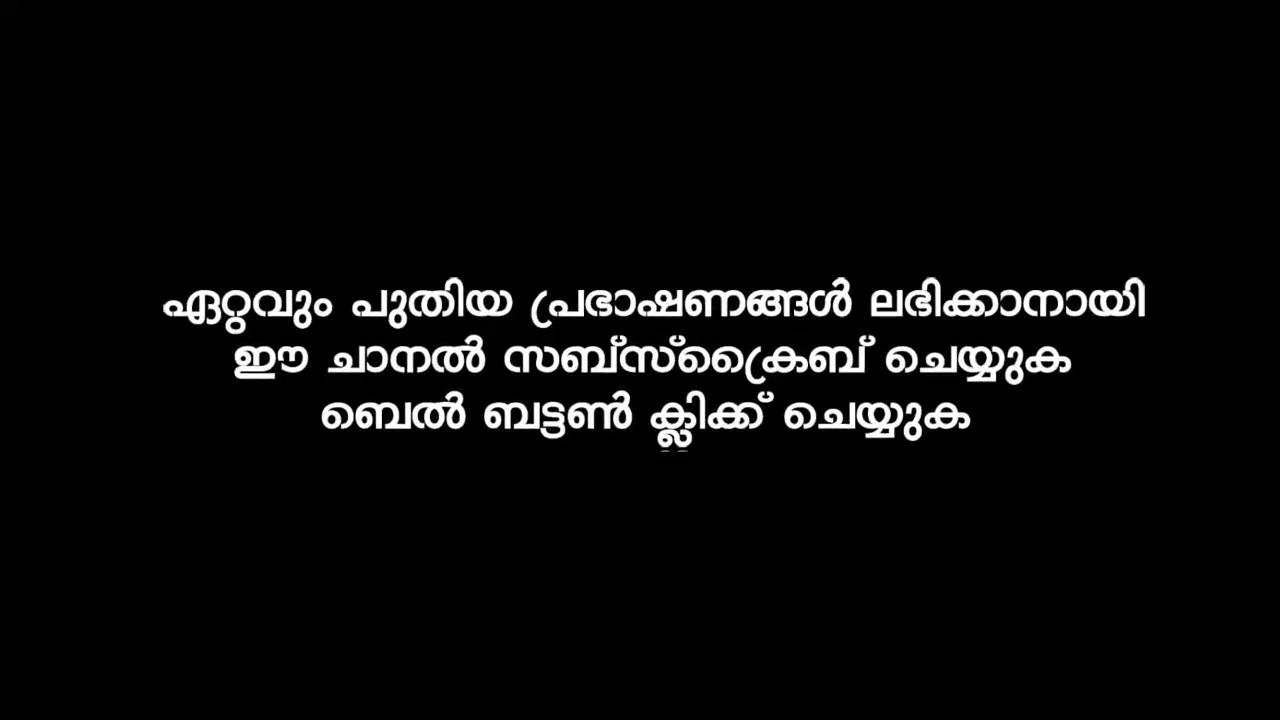 ഏറ്റവും പുതിയ പ്രഭാഷണങ്ങൾ ലഭിക്കാനായി
ഈ ചാനൽ സബ്സ്ക്രൈബ് ചെയ്യുക
ബെൽ ബട്ടൺ ക്ലിക്ക് ചെയ്യുക